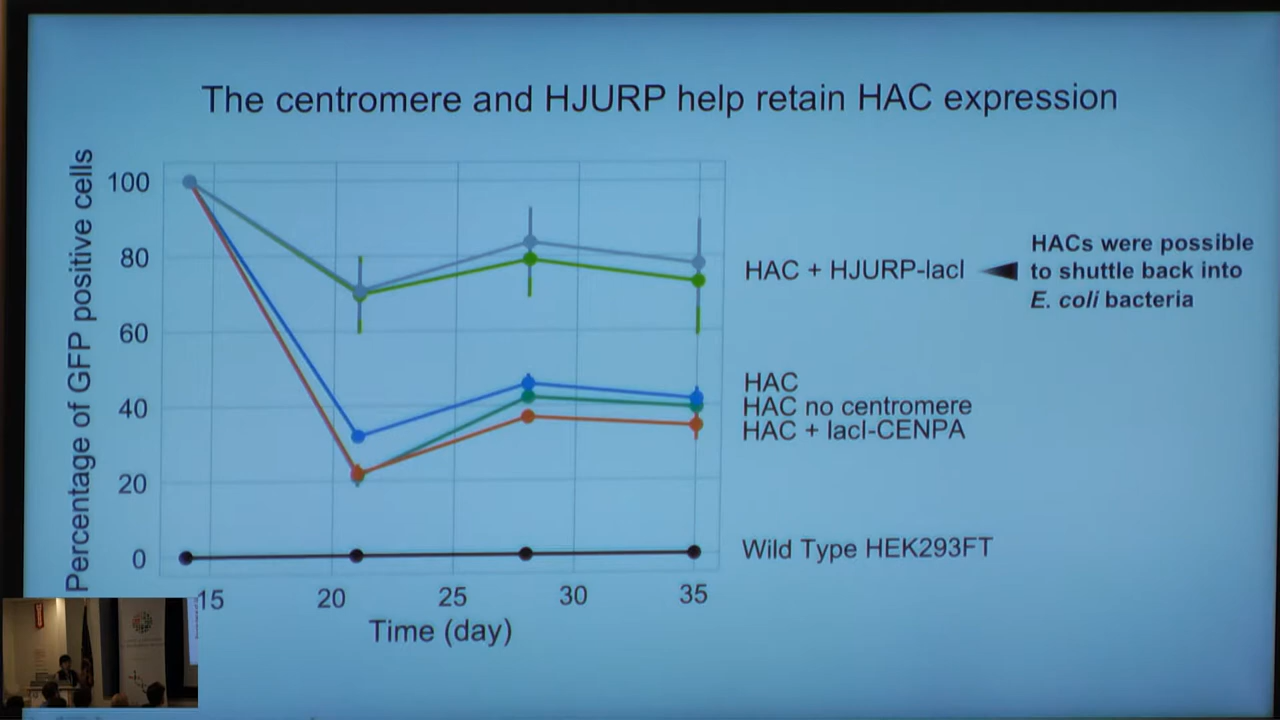 The centromere and HJURP help retain HAC expression
Percentage of GFP positive cells
100
80
60
40
20
0
15
20
25
30
35
Time (day)
HAC + HJURP-lacI
HACs were possible
to shuttle back into
E. coli bacteria
HAC
HAC no centromere
HAC + lacI-CENPA
Wild Type HEK293FT